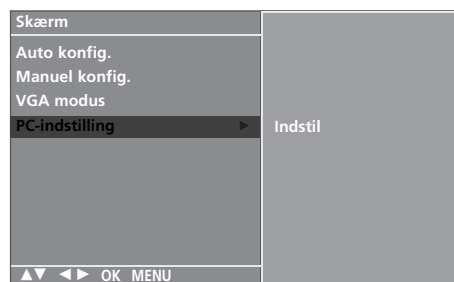 Skærm
Auto konfig.
Manuel konfig.
VGA modus
PC-indstilling ►
Indstil
▲▼ ◄► OK MENU